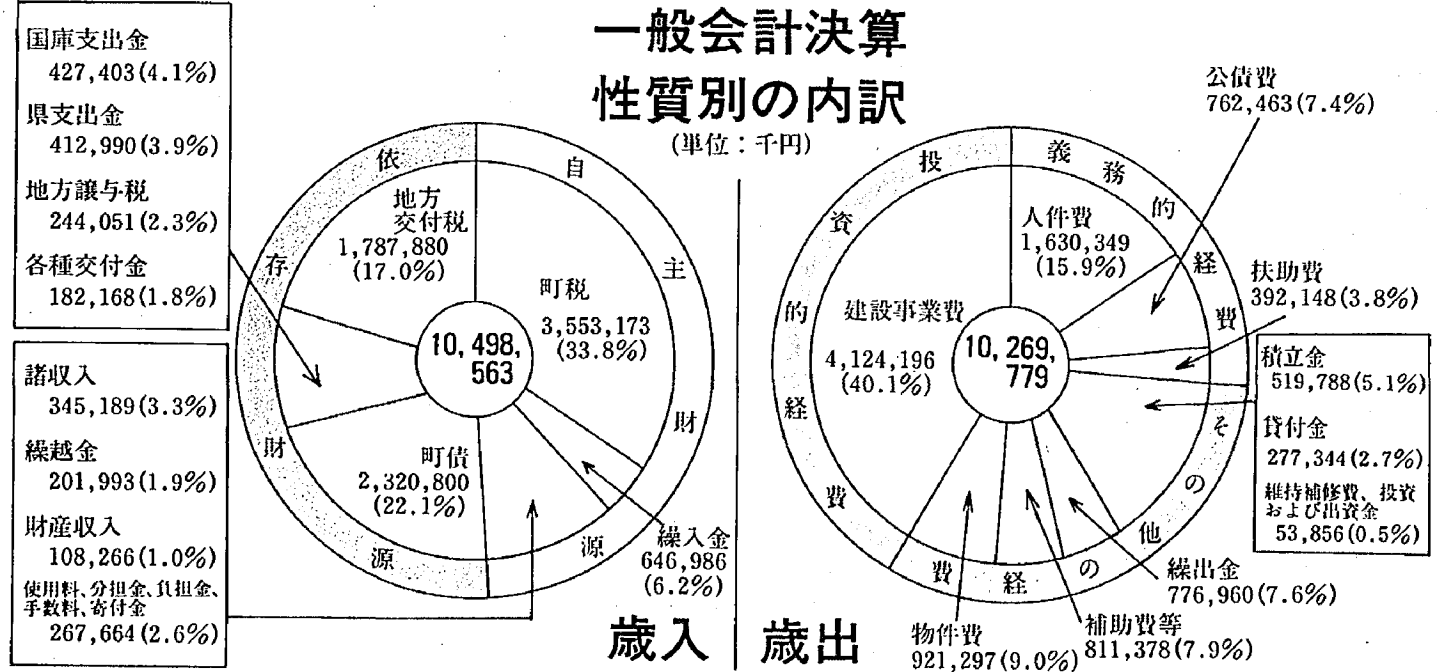 一般会計決算
性質別の内訳
(単位：千円)
国庫支出金
427,403(4.1%)
県支出金
412,990(3.9%)
地方譲与税
244,051(2.3%)
各種交付金
182,168(1.8%)
諸収入
345,189(3.3%)
繰越金
201,993(1.9%)
財産収入
108,266(1.0%)
使用料、分担金、負担金、
手数料、寄付金
267,664(2.6%)
依存財源
自主財源
地方
交付税
1,787,880
(17.0%)
町税
3,553,173
(33.8%)
10,498,
563
町債
2,320,800
(22.1%)
繰入金
646,986
(6.2%)
歳入
歳出
投資的経費
義務的経費
その他の経費
人件費
1,630,349
(15.9%)
公債費
762,463(7.4%)
扶助費
392,148(3.8%)
建設事業費
4,124,196
(40.1%)
10,269,
779
積立金
519,788(5.1%)
貸付金
277,344(2.7%)
維持補修費、投資
および出資金
53,856(0.5%)
繰出金
776,960(7.6%)
補助費等
811,378(7.9%)
物件費
921,297(9.0%)